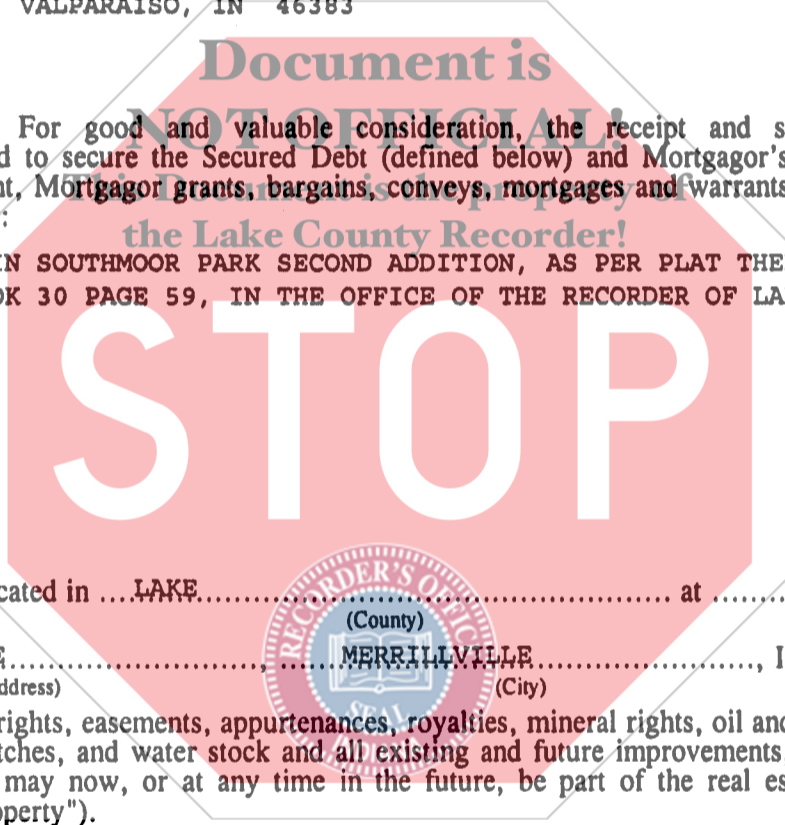 VALPARAISO, IN 46383
Document is
NOT OFFICIAL!
For good and valuable consideration, the receipt and s
d to secure the Secured Debt (defined below) and Mortgagor's
t, Mortgagor grants, bargains, conveys, mortgages and warrants
This Document is the property of
:
the Lake County Recorder!
IN SOUTHMOOR PARK SECOND ADDITION, AS PER PLAT THE
OK 30 PAGE 59, IN THE OFFICE OF THE RECORDER OF LA
STOP
cated in ....LAKE.................................................... at ........
RECORDER'S OFFICE
(County)
E............................, ......MERRILLVILLE........................, I
ddress) (City)
SEAL
rights, easements, appurtenances, royalties, mineral rights, oil and
tches, and water stock and all existing and future improvements,
may now, or at any time in the future, be part of the real es
operty").